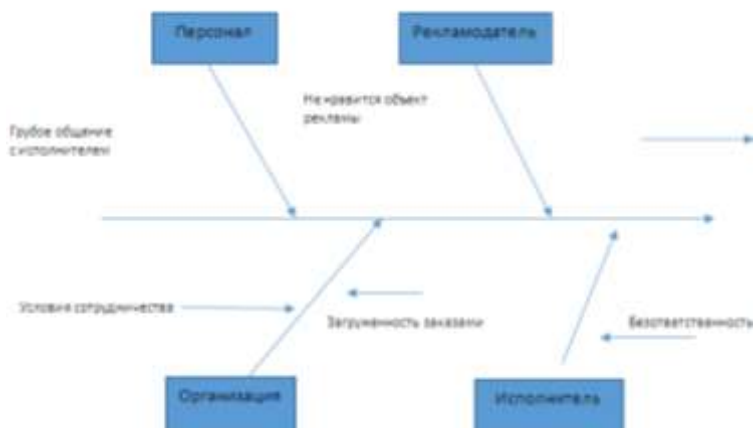 Персонал
Рекламодатель
Не нравится объект
рекламы
Грубое общение
с исполнителем
Условия сотрудничества
Загруженность заказами
Безответственность
Организация
Исполнитель